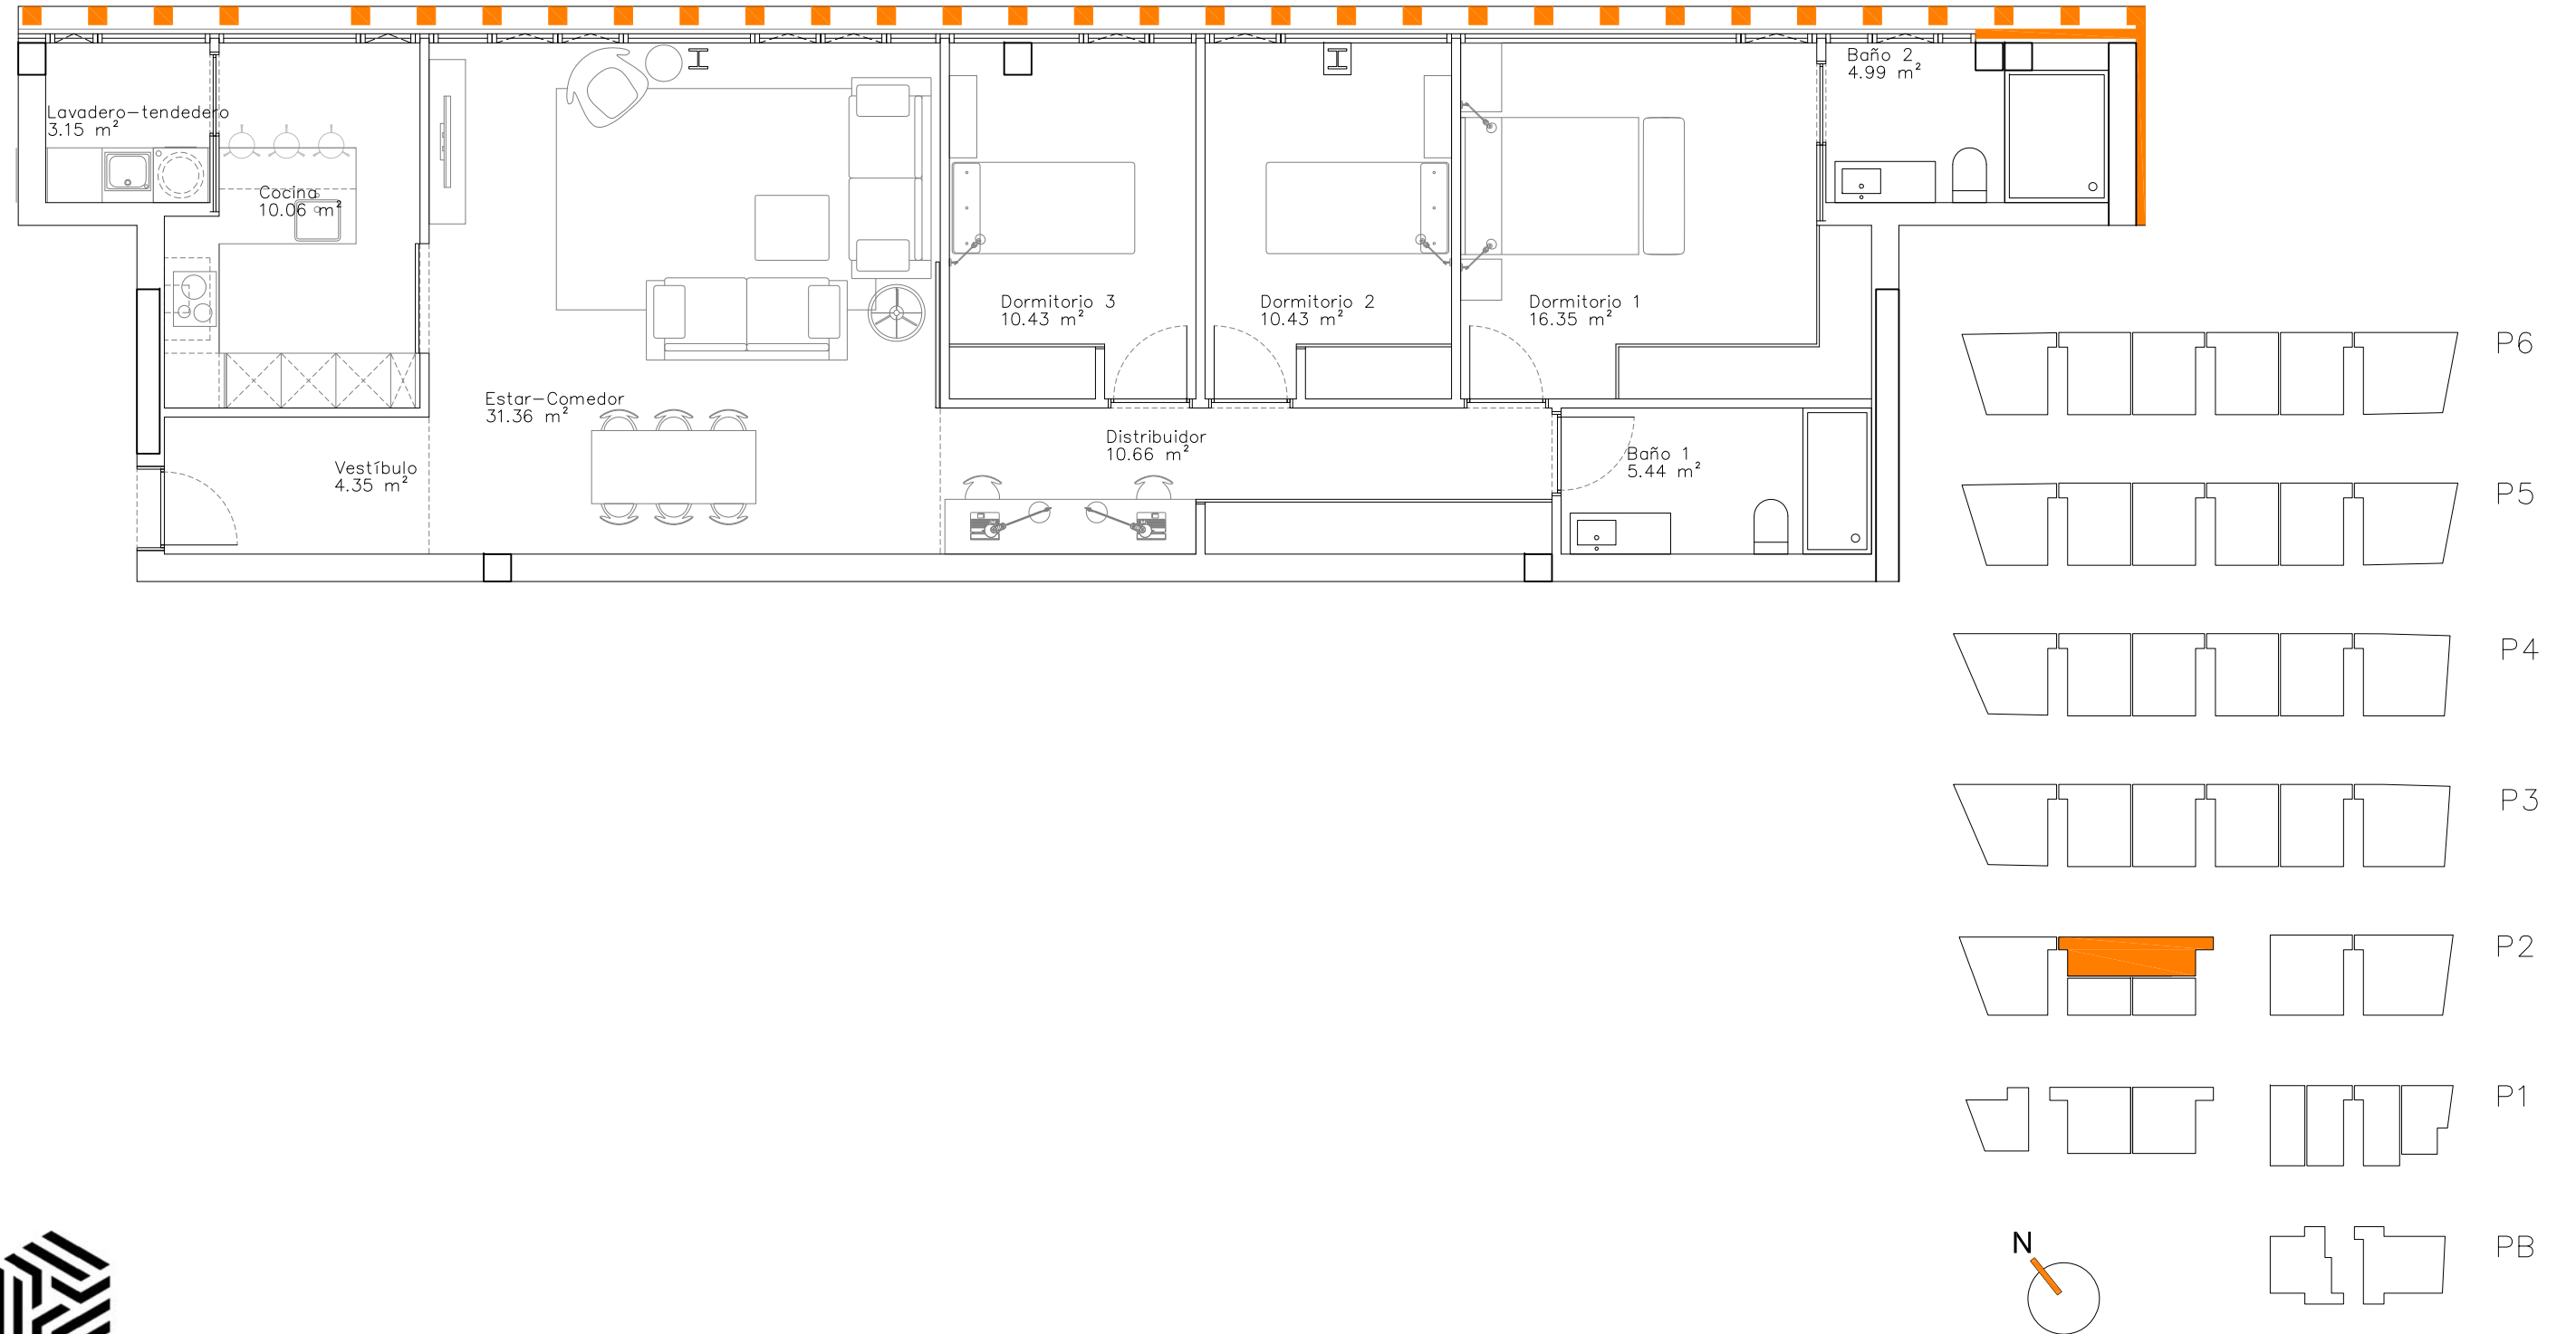 Baño 2
4.99 m²
Lavadero-tendedero
3.15 m²
Cocina
10.06 m²
Dormitorio 3
10.43 m²
Dormitorio 2
10.43 m²
Dormitorio 1
16.35 m²
Estar-Comedor
31.36 m²
Distribuidor
10.66 m²
Baño 1
5.44 m²
Vestíbulo
4.35 m²
P6
P5
P4
P3
P2
P1
PB
N